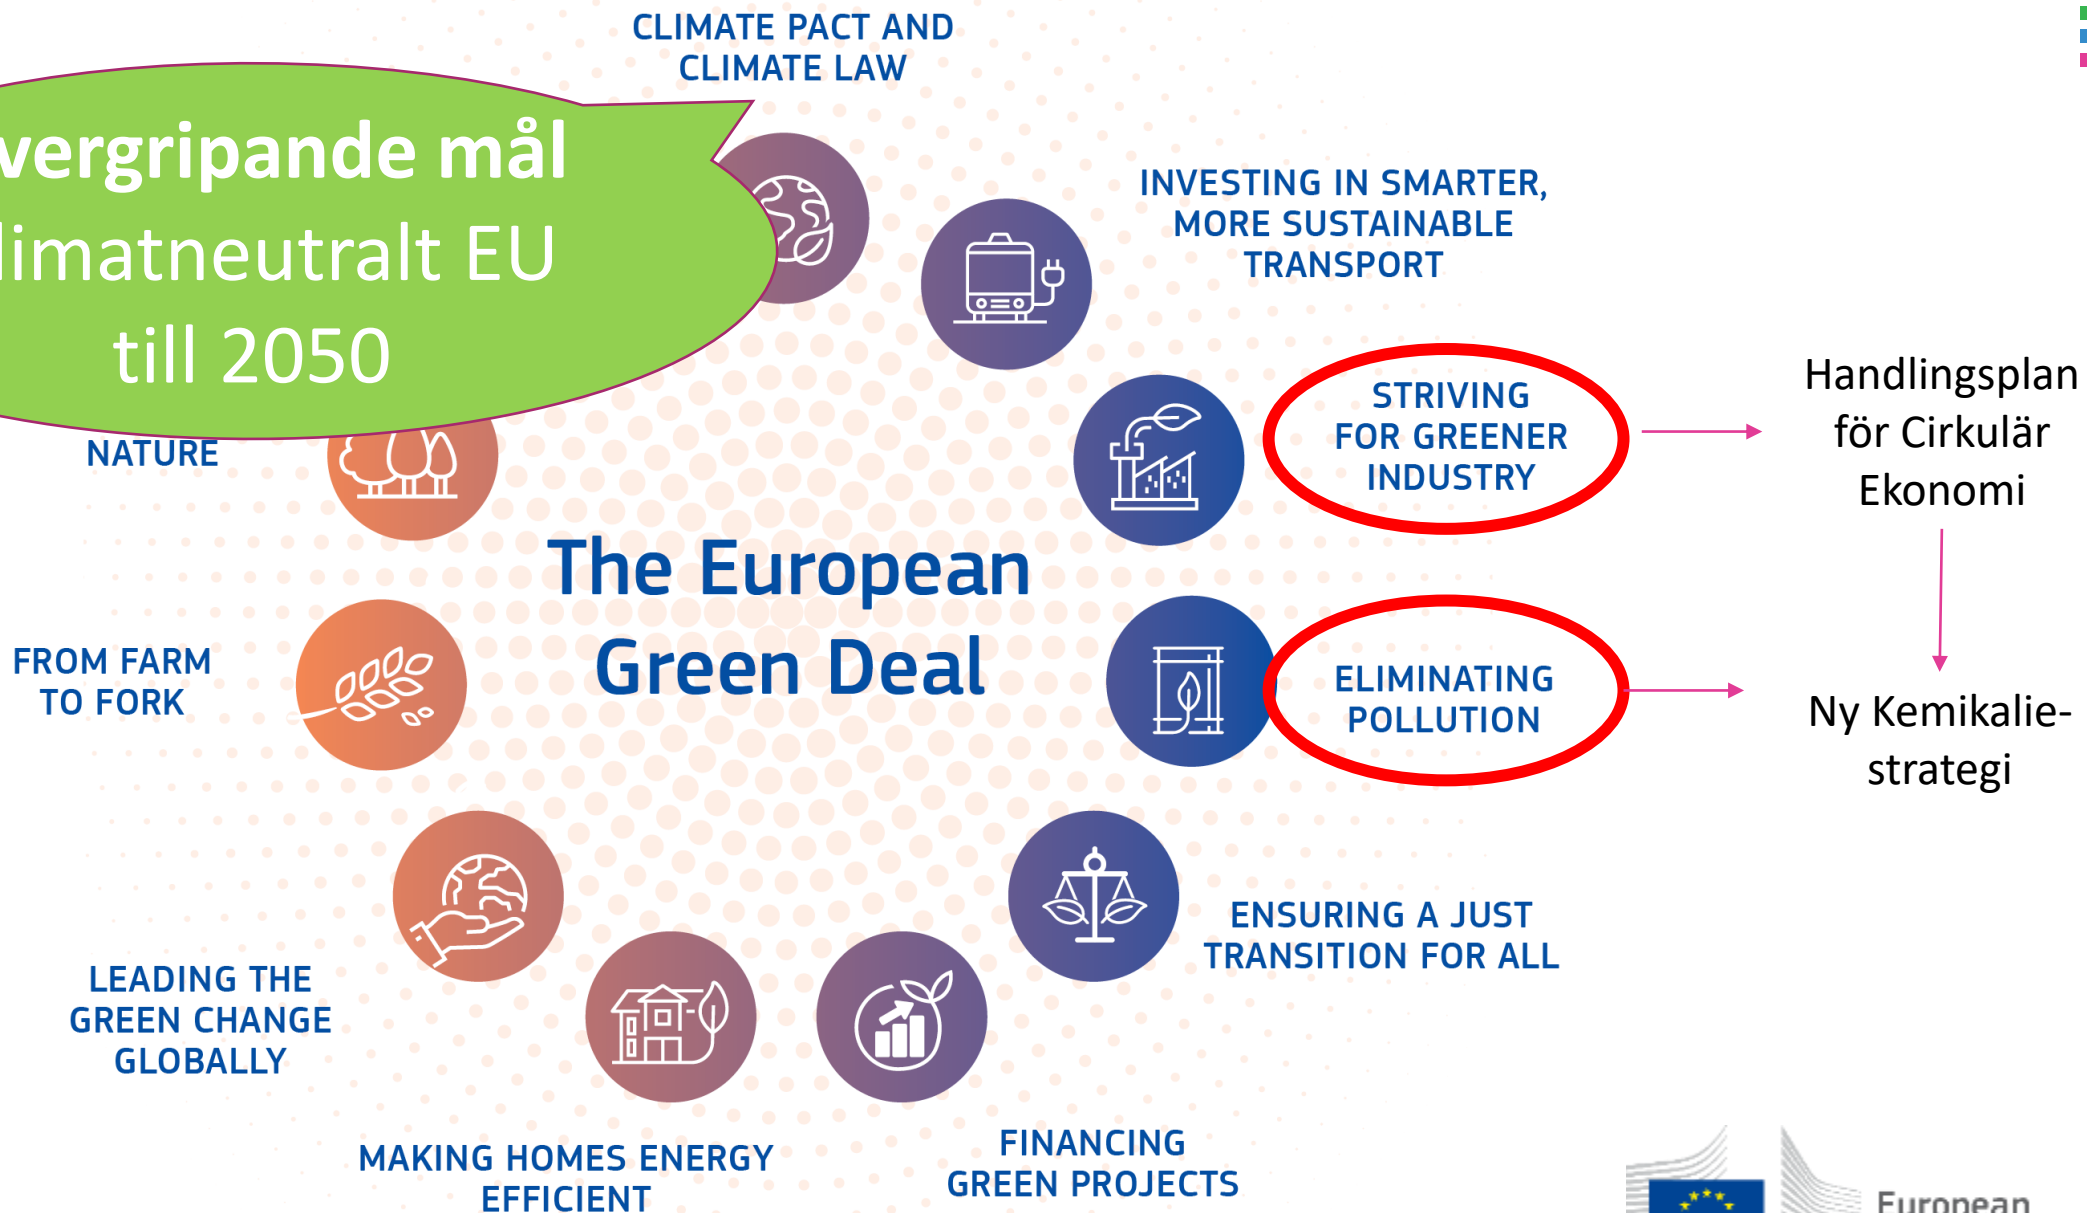 CLIMATE PACT AND
CLIMATE LAW
vergripande mål
limatneutralt EU
till 2050
INVESTING IN SMARTER,
MORE SUSTAINABLE
TRANSPORT
STRIVING
FOR GREENER
INDUSTRY
Handlingsplan
för Cirkulär
Ekonomi
NATURE
The European
Green Deal
FROM FARM
TO FORK
ELIMINATING
POLLUTION
Ny Kemikalie-
strategi
LEADING THE
GREEN CHANGE
GLOBALLY
ENSURING A JUST
TRANSITION FOR ALL
MAKING HOMES ENERGY
EFFICIENT
FINANCING
GREEN PROJECTS
European